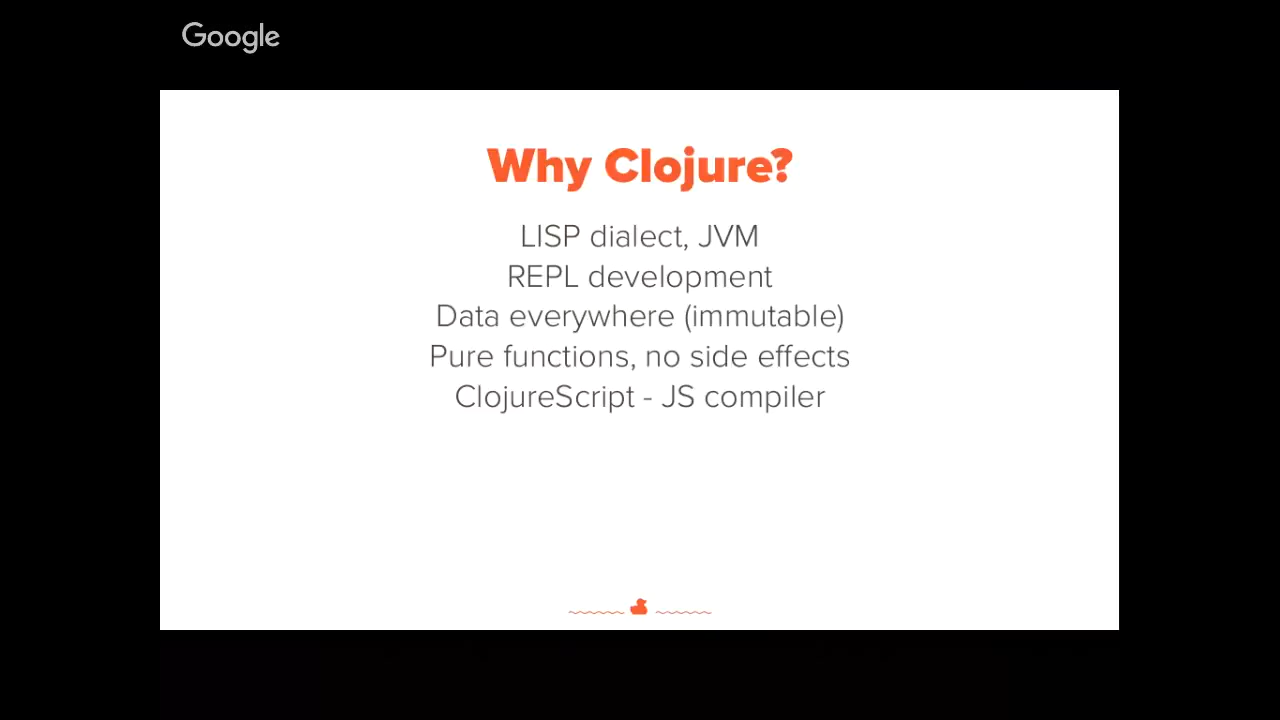 Google
Why Clojure?
LISP dialect, JVM
REPL development
Data everywhere (immutable)
Pure functions, no side effects
ClojureScript - JS compiler